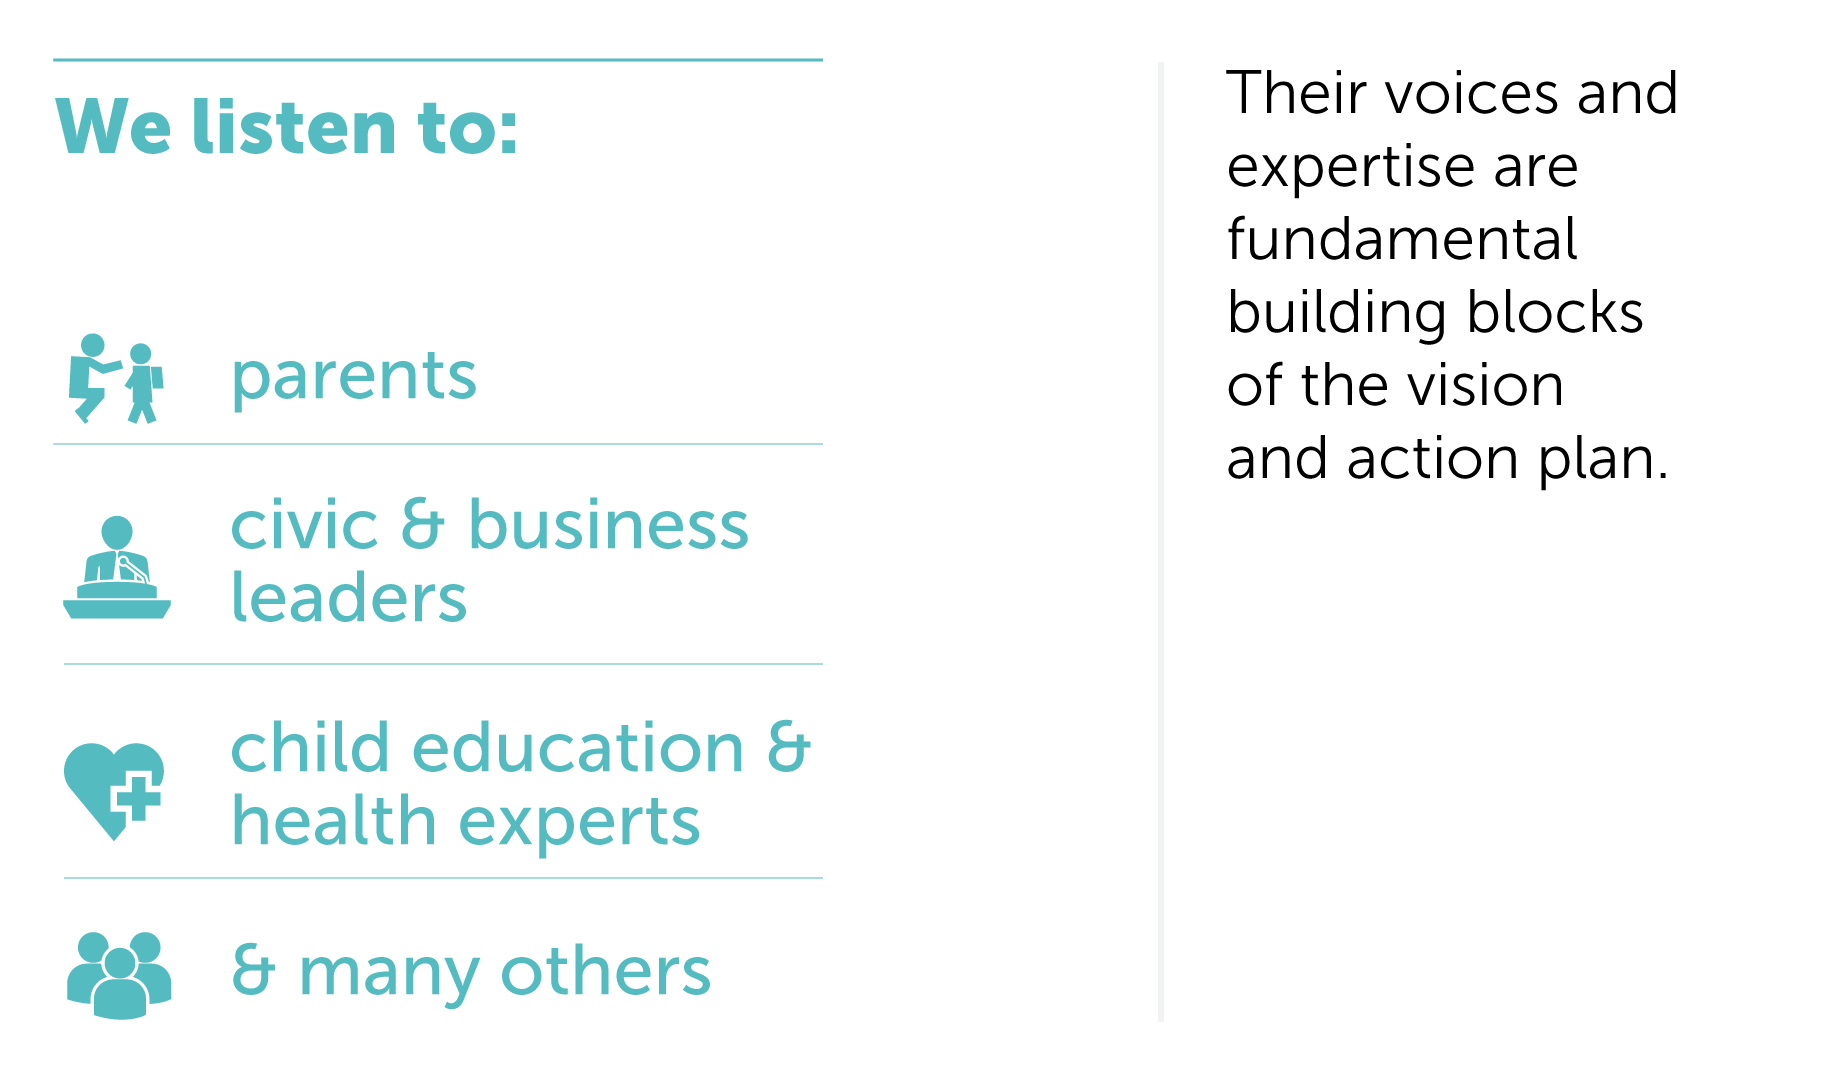 We listen to:
parents
civic & business
leaders
child education &
health experts
& many others
Their voices and
expertise are
fundamental
building blocks
of the vision
and action plan.